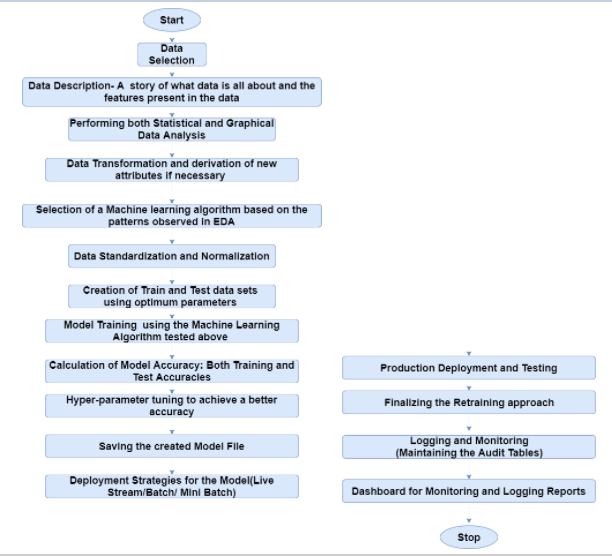 Start
Data
Selection
Data Description- A story of what data is all about and the
features present in the data
Performing both Statistical and Graphical
Data Analysis
Data Transformation and derivation of new
attributes if necessary
Selection of a Machine learning algorithm based on the
patterns observed in EDA
Data Standardization and Normalization
Creation of Train and Test data sets
using optimum parameters
Model Training using the Machine Learning
Algorithm tested above
Calculation of Model Accuracy: Both Training and
Test Accuracies
Hyper-parameter tuning to achieve a better
accuracy
Saving the created Model File
Deployment Strategies for the Model(Live
Stream/Batch/ Mini Batch)
Production Deployment and Testing
Finalizing the Retraining approach
Logging and Monitoring
(Maintaining the Audit Tables)
Dashboard for Monitoring and Logging Reports
Stop